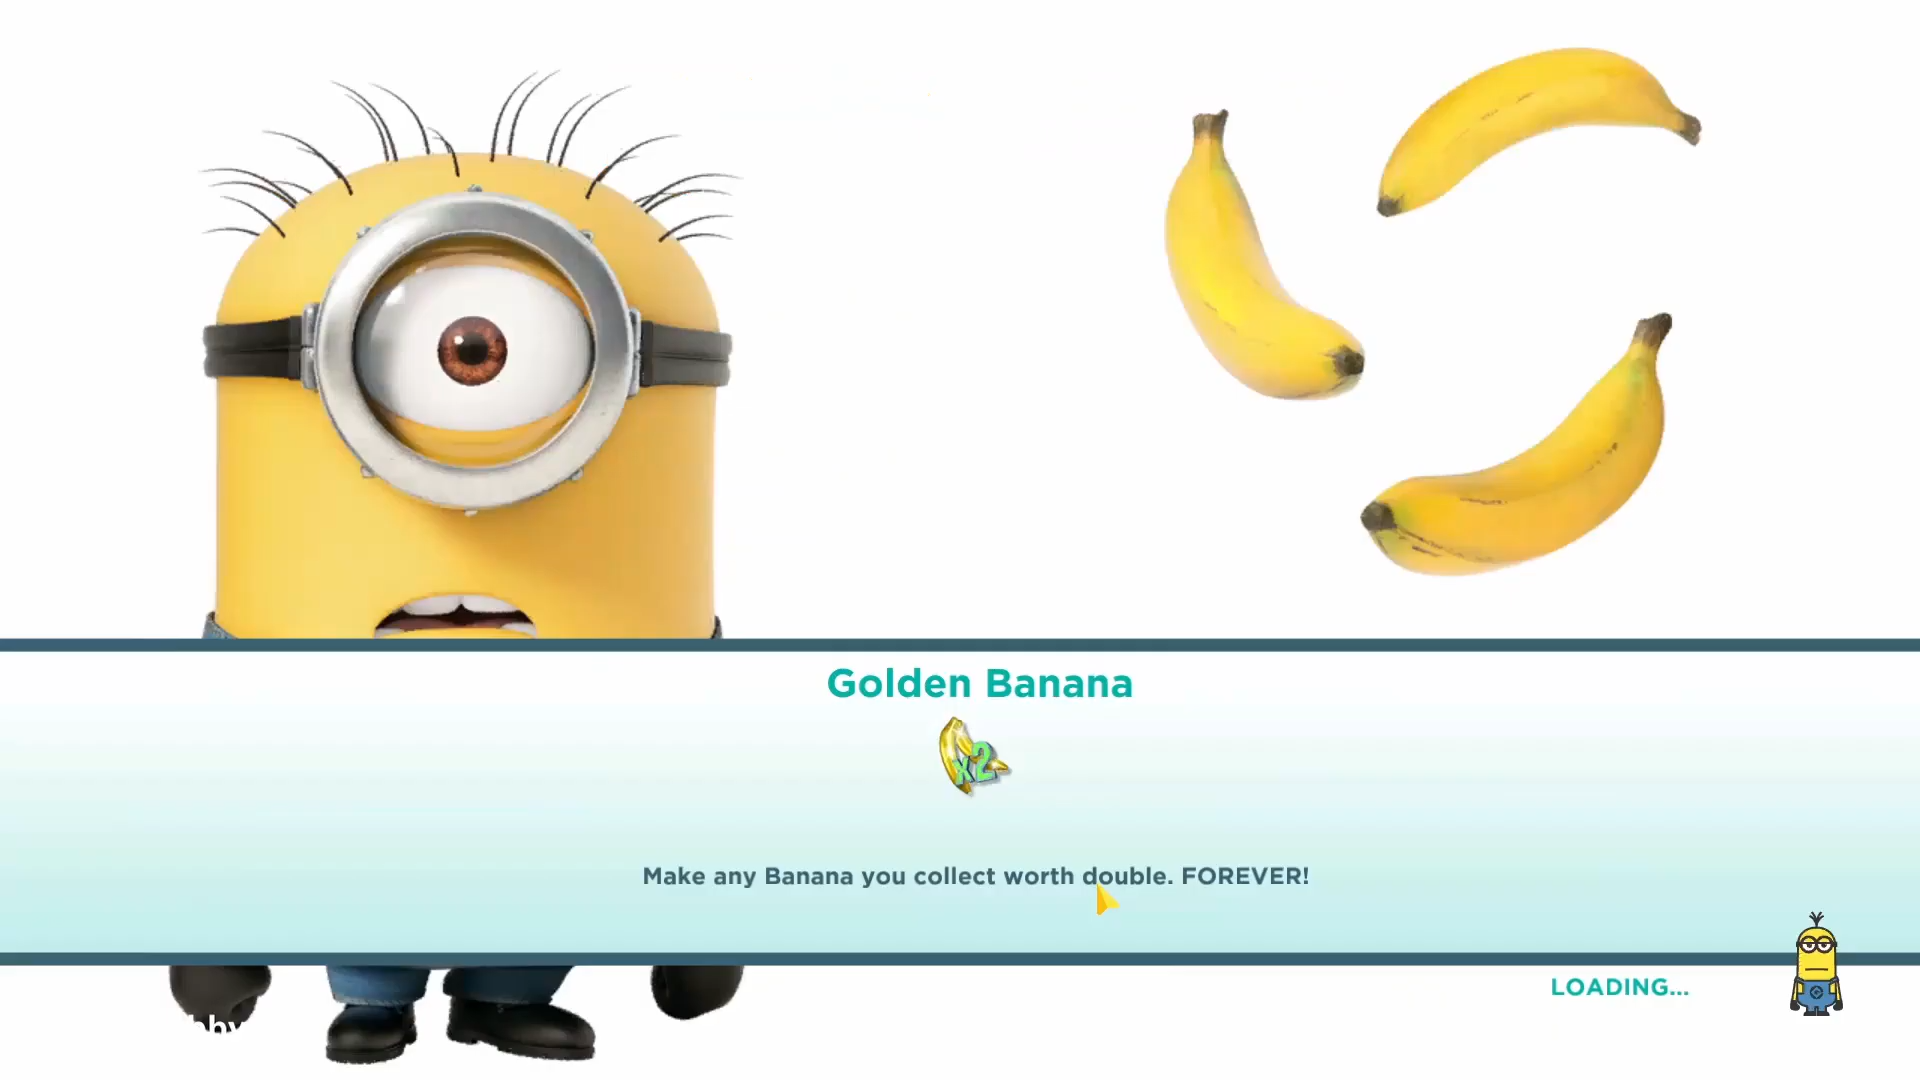 Golden Banana
x2
Make any Banana you collect worth double. FOREVER!
LOADING...